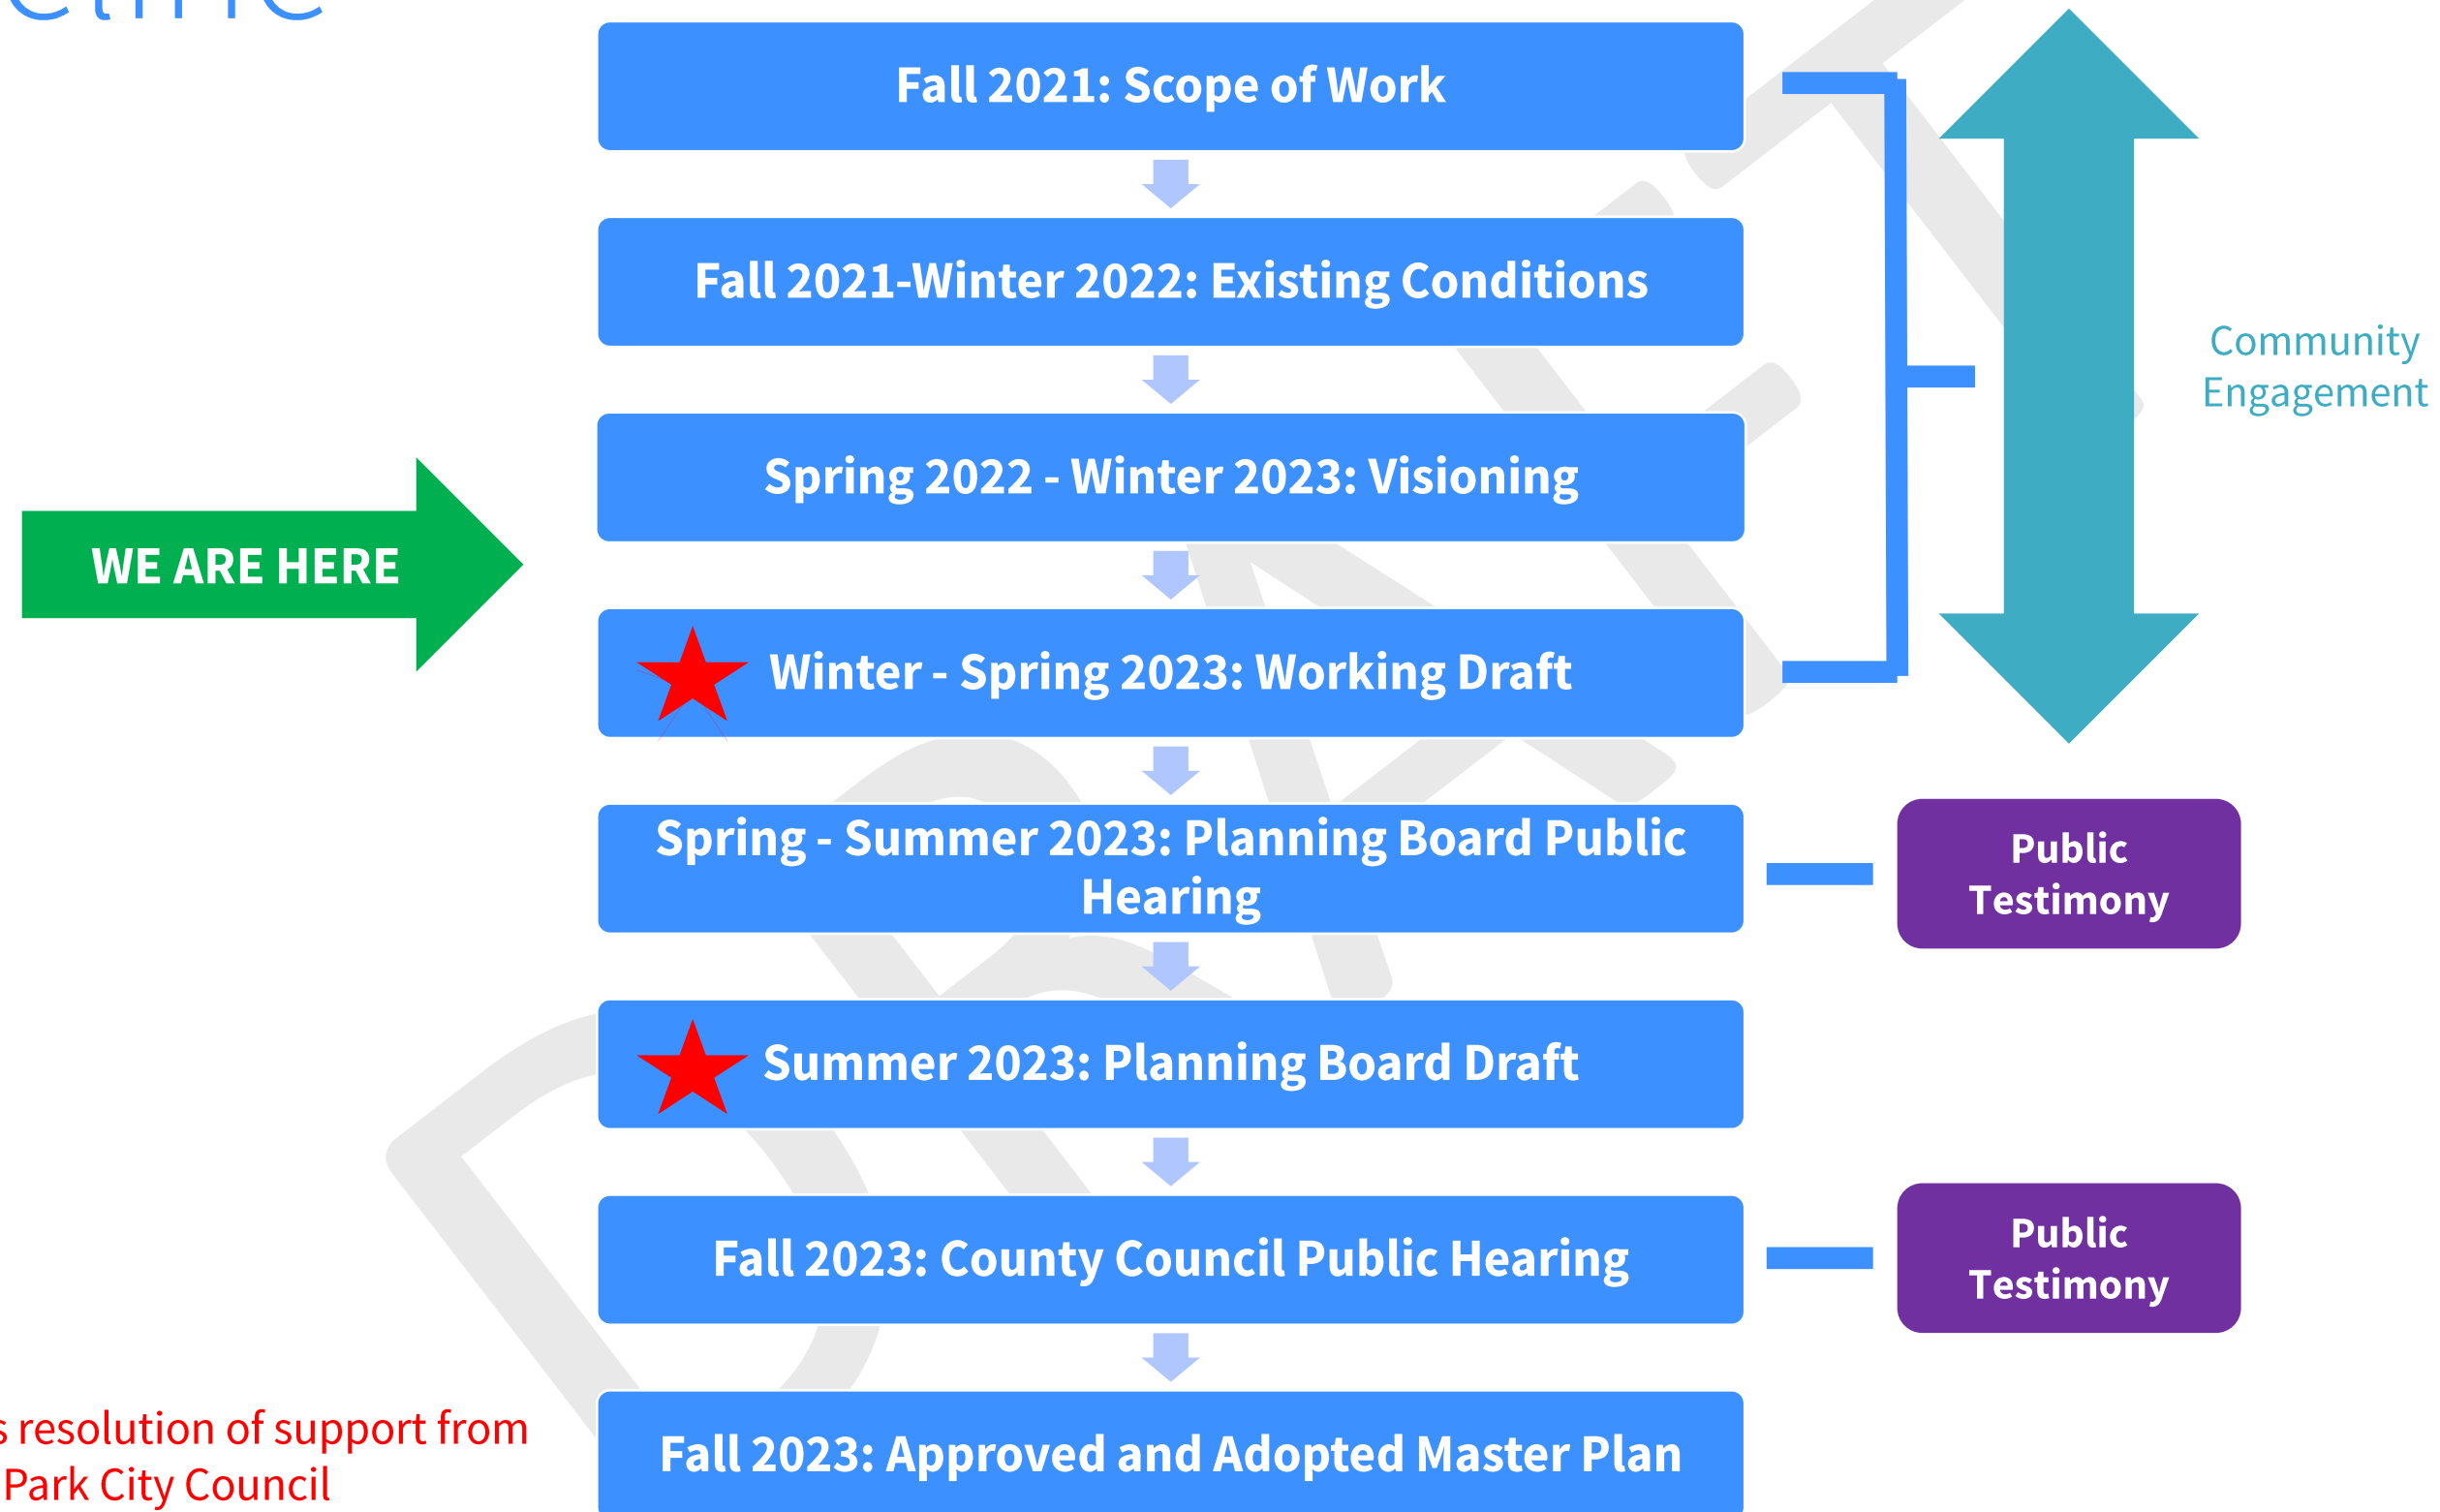 Fall 2021: Scope of Work
Fall 2021-Winter 2022: Existing Conditions
Community
Engagement
Spring 2022 - Winter 2023: Visioning
WE ARE HERE
Winter - Spring 2023: Working Draft
Spring - Summer 2023: Planning Board Public
Hearing
Public
Testimony
Summer 2023: Planning Board Draft
Fall 2023: County Council Public Hearing
Public
Testimony
resolution of support from
Park City Council
Fall 2023: Approved and Adopted Master Plan